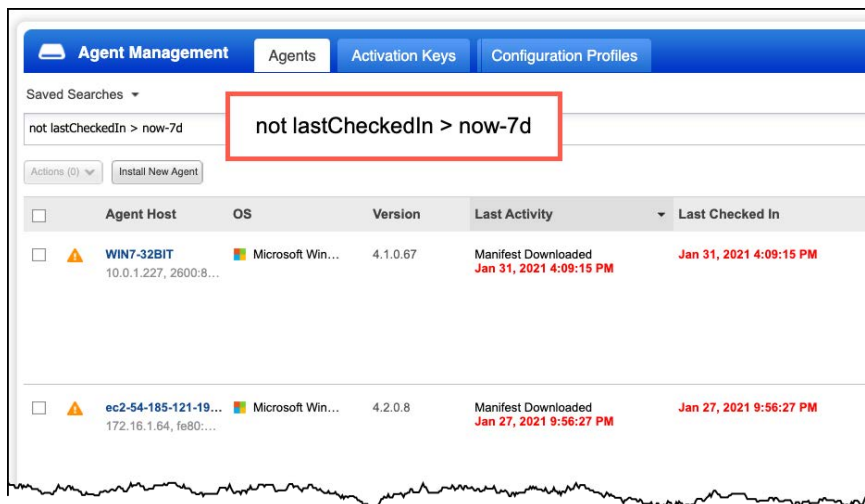 Agent Management
Agents
Activation Keys
Configuration Profiles
Saved Searches
not lastCheckedIn > now-7d
not lastCheckedIn > now-7d
Actions (0)
Install New Agent
Agent Host OS Version Last Activity Last Checked In
WIN7-32BIT Microsoft Win... 4.1.0.67 Manifest Downloaded Jan 31, 2021 4:09:15 PM
10.0.1.227, 2600:8... Jan 31, 2021 4:09:15 PM
ec2-54-185-121-19... Microsoft Win... 4.2.0.8 Manifest Downloaded Jan 27, 2021 9:56:27 PM
172.16.1.64, fe80:... Jan 27, 2021 9:56:27 PM